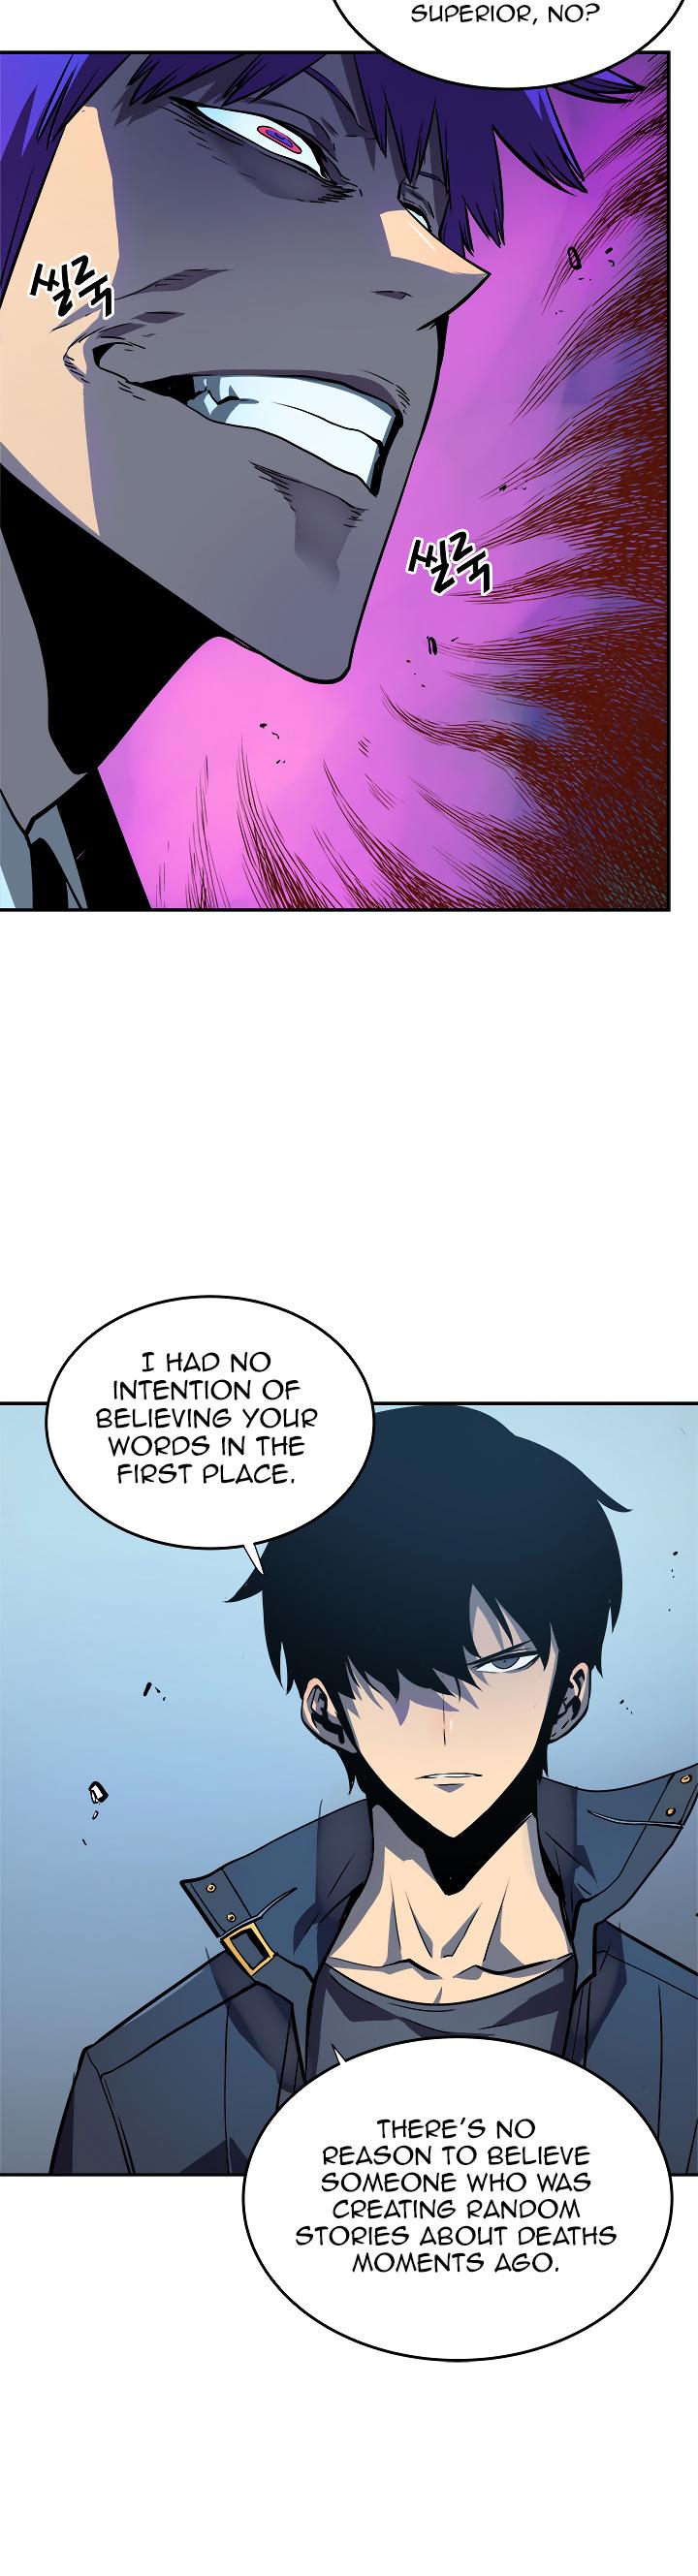 SUPERIOR, NO?
씰룩
씰룩
I HAD NO
INTENTION OF
BELIEVING YOUR
WORDS IN THE
FIRST PLACE.
THERE'S NO
REASON TO BELIEVE
SOMEONE WHO WAS
CREATING RANDOM
STORIES ABOUT DEATHS
MOMENTS AGO.